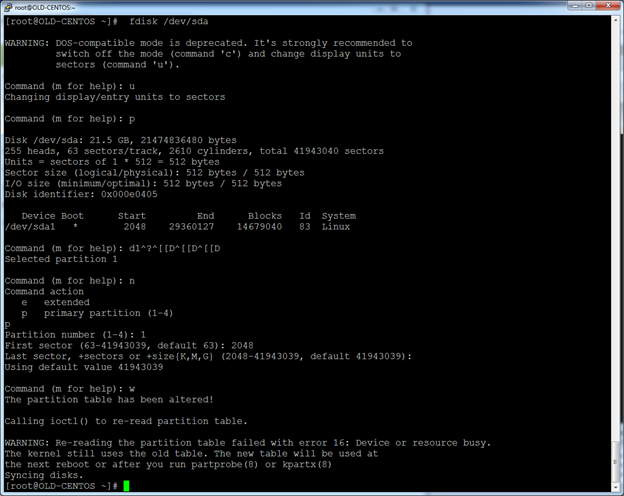 root@OLD-CENTOS:~
[root@OLD-CENTOS ~]#  fdisk /dev/sda
WARNING: DOS-compatible mode is deprecated. It's strongly recommended to
         switch off the mode (command 'c') and change display units to
         sectors (command 'u').
Command (m for help): u
Changing display/entry units to sectors
Command (m for help): p
Disk /dev/sda: 21.5 GB, 21474836480 bytes
255 heads, 63 sectors/track, 2610 cylinders, total 41943040 sectors
Units = sectors of 1 * 512 = 512 bytes
Sector size (logical/physical): 512 bytes / 512 bytes
I/O size (minimum/optimal): 512 bytes / 512 bytes
Disk identifier: 0x000e0405
   Device Boot      Start         End      Blocks   Id  System
/dev/sda1   *        2048    29360127    14679040   83  Linux
Command (m for help): d1^?^[[D^[[D^[[D
Selected partition 1
Command (m for help): n
Command action
   e   extended
   p   primary partition (1-4)
p
Partition number (1-4): 1
First sector (63-41943039, default 63): 2048
Last sector, +sectors or +size{K,M,G} (2048-41943039, default 41943039):
Using default value 41943039
Command (m for help): w
The partition table has been altered!
Calling ioctl() to re-read partition table.
WARNING: Re-reading the partition table failed with error 16: Device or resource busy.
The kernel still uses the old table. The new table will be used at
the next reboot or after you run partprobe(8) or kpartx(8)
Syncing disks.
[root@OLD-CENTOS ~]#